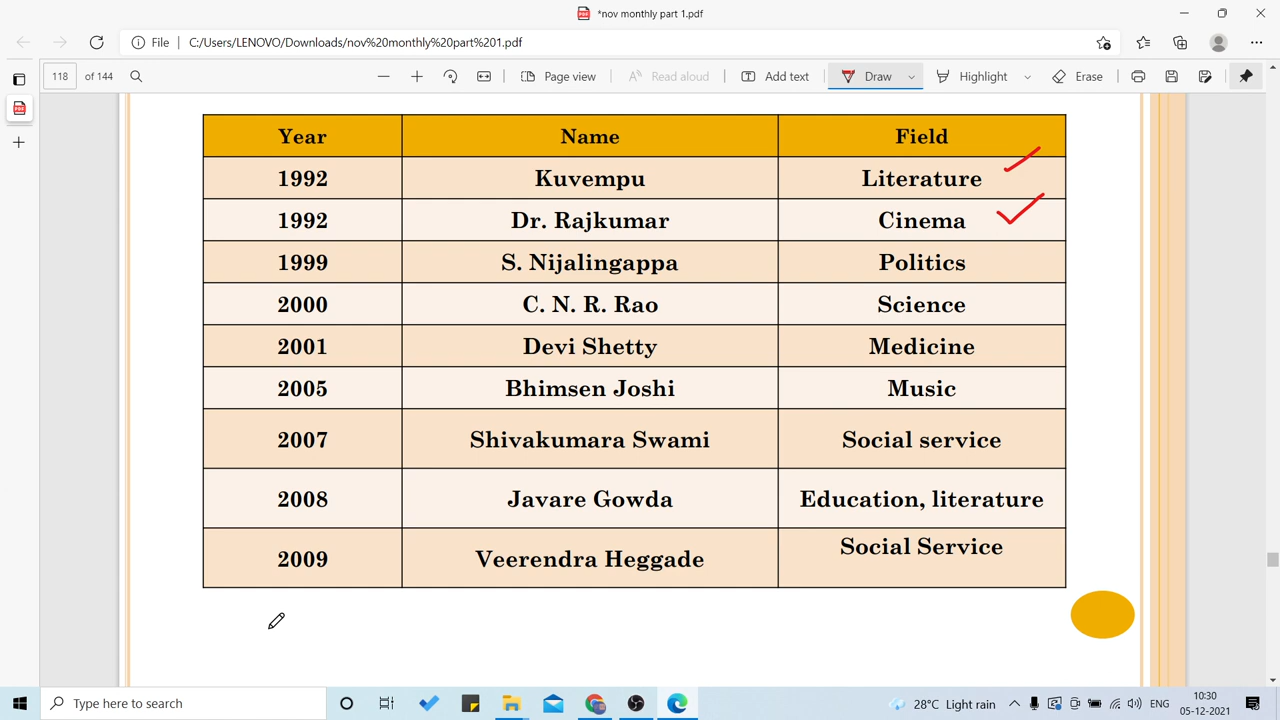 *nov monthly part 1.pdf
File | C:/Users/LENOVO/Downloads/nov%20monthly%20part%201.pdf
118 of 144 Page view Read aloud Add text Draw Highlight Erase
Year Name Field
1992 Kuvempu Literature
1992 Dr. Rajkumar Cinema
1999 S. Nijalingappa Politics
2000 C. N. R. Rao Science
2001 Devi Shetty Medicine
2005 Bhimsen Joshi Music
2007 Shivakumara Swami Social service
2008 Javare Gowda Education, literature
2009 Veerendra Heggade Social Service
Type here to search 28°C Light rain ENG 10:30
05-12-2021